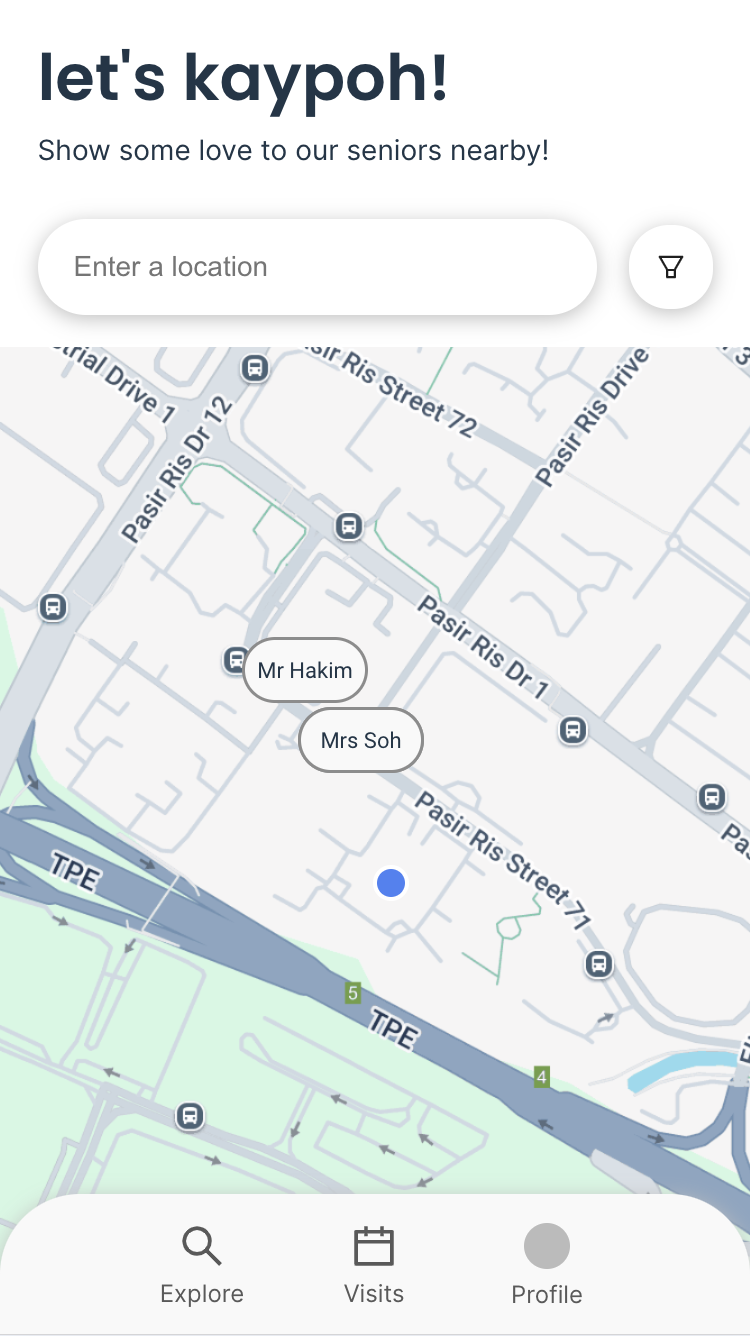 let's kaypoh!
Show some love to our seniors nearby!
Enter a location
Drive 1
Pasir Ris Dr 12
Ris Street 72
Pasir Ris Drive
Pasir Ris Dr 1
Mr Hakim
Mrs Soh
Pasir Ris Street 71
TPE
5
TPE
4
Explore
Visits
Profile